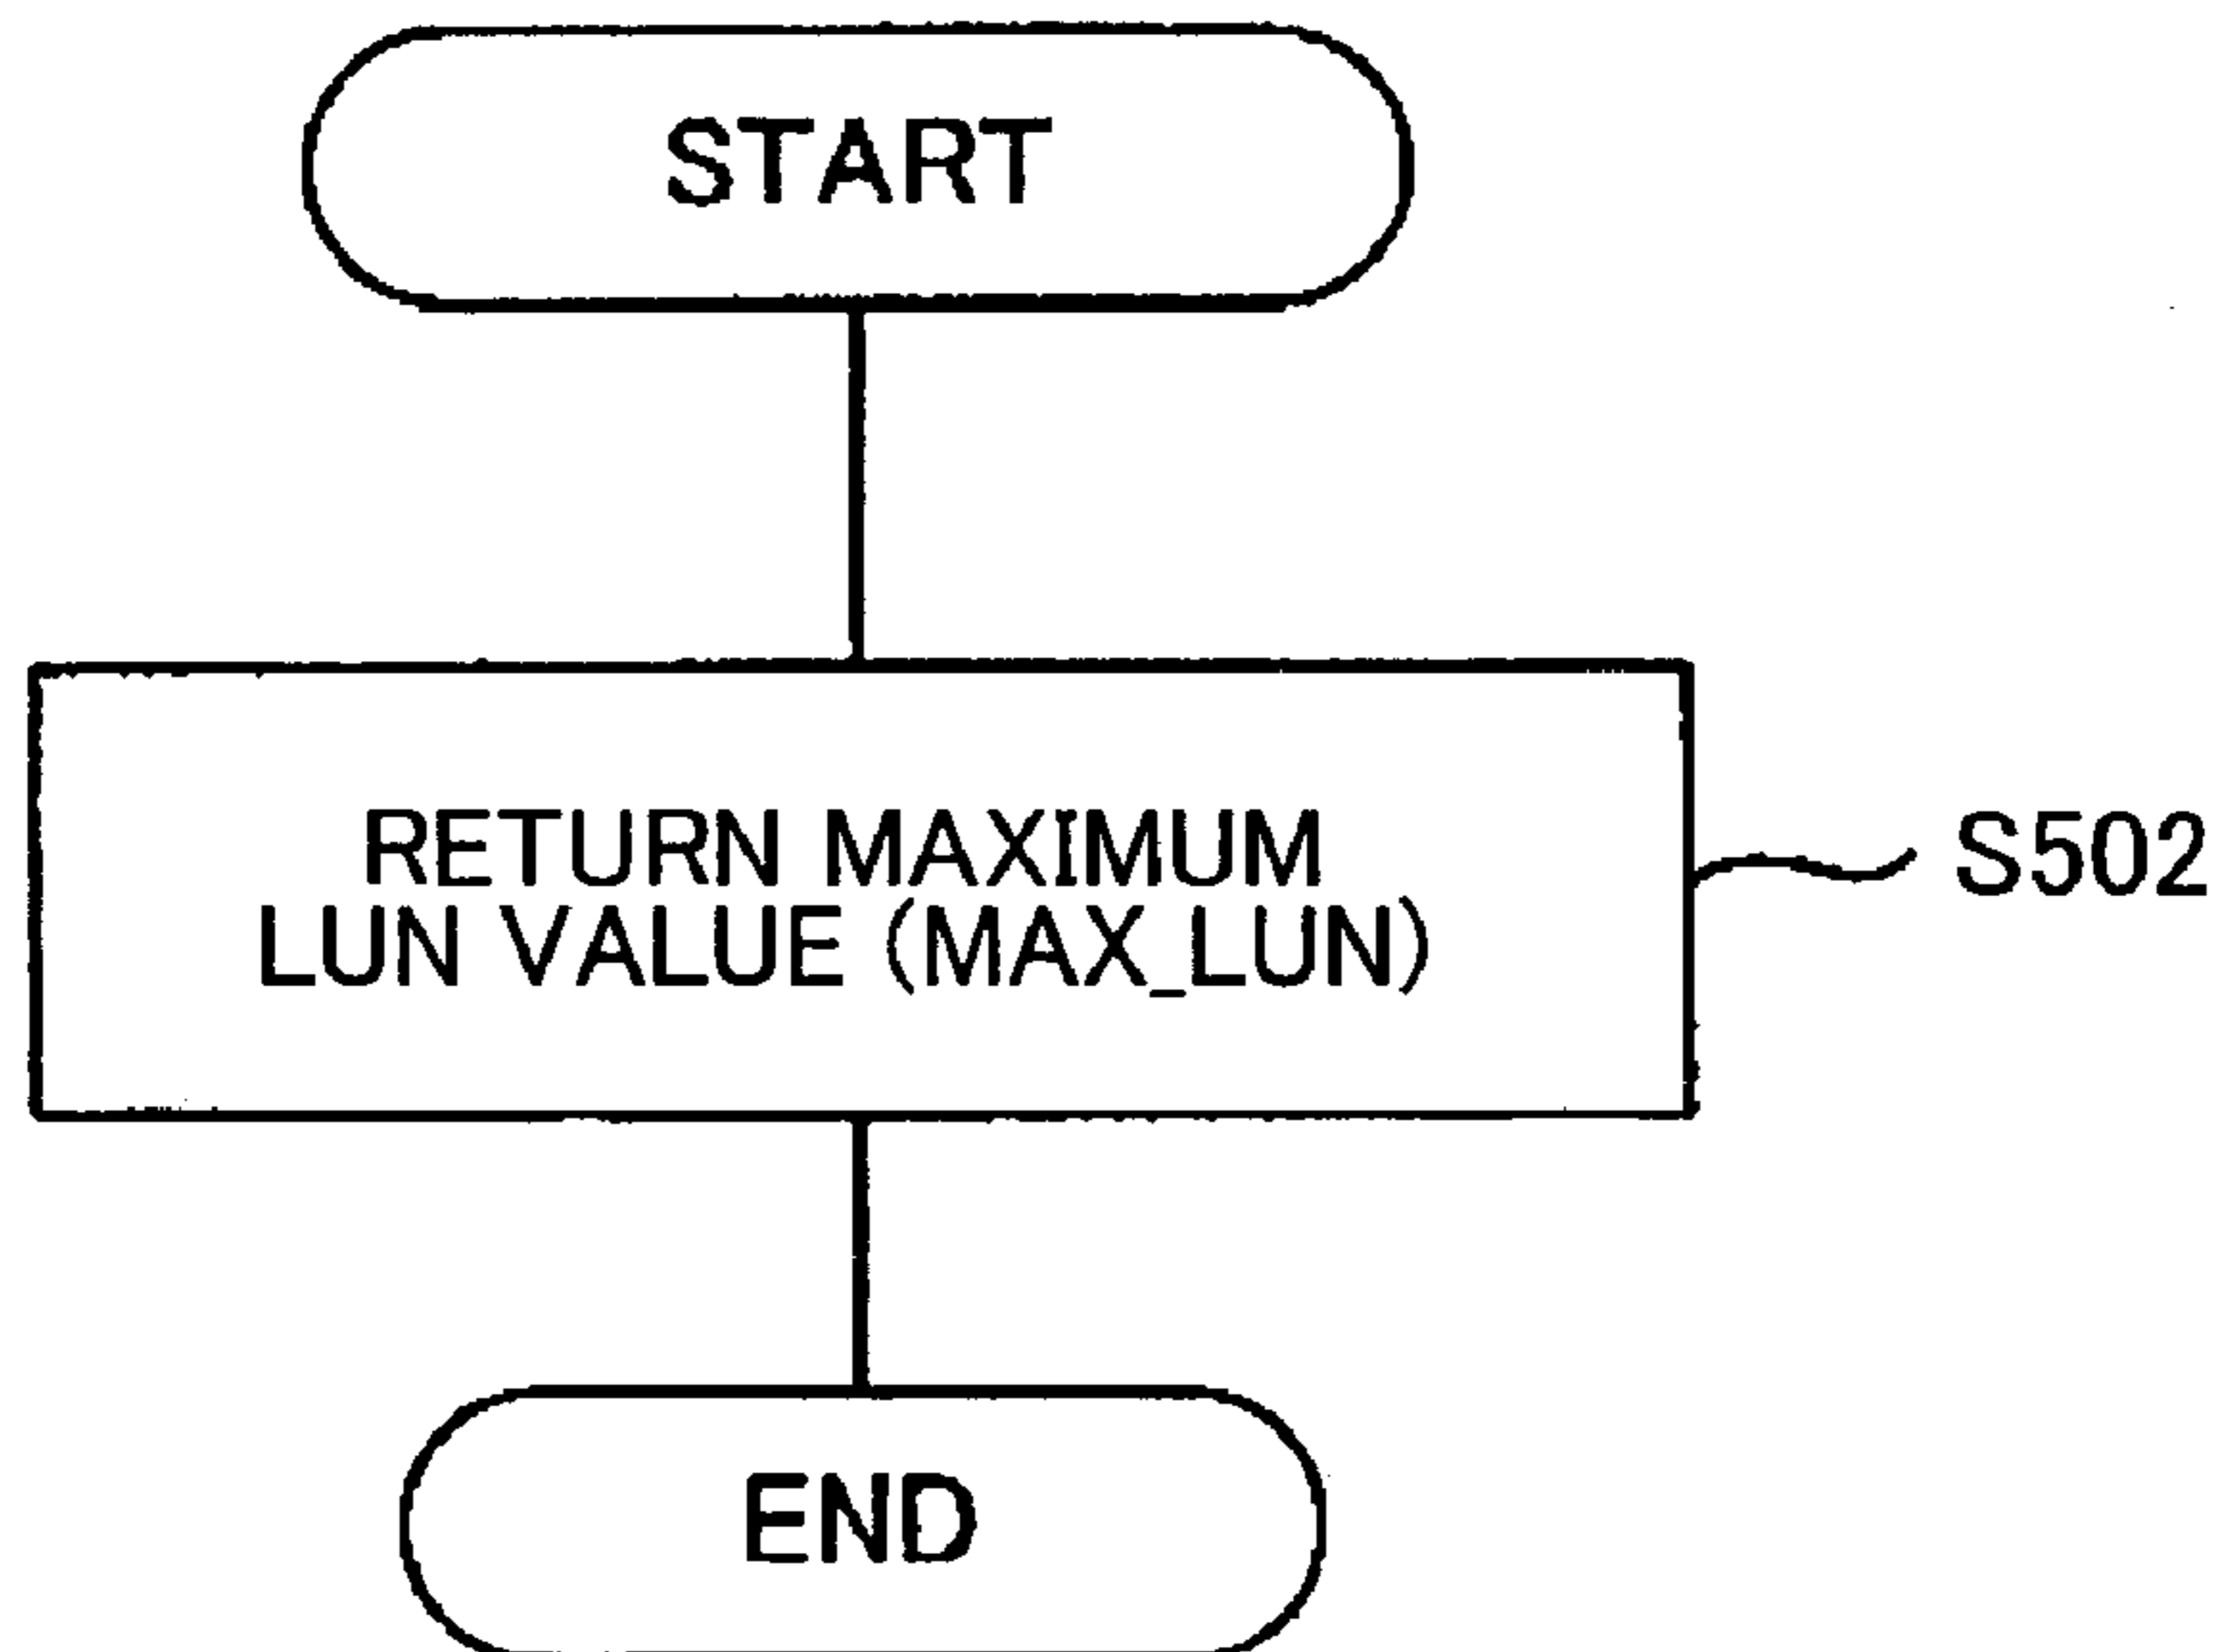 START
RETURN MAXIMUM
LUN VALUE (MAX_LUN)
S502
END